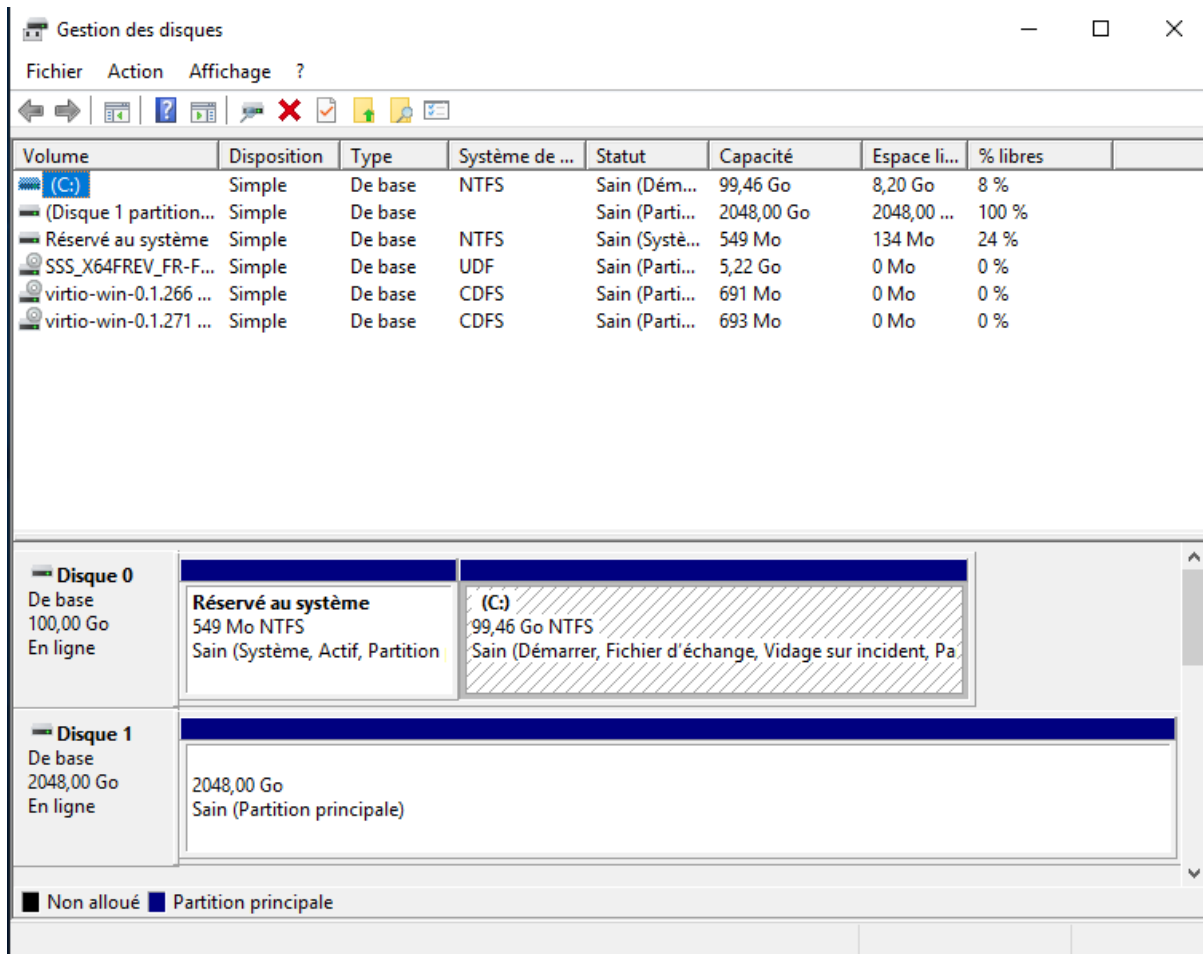 Gestion des disques
Fichier Action Affichage ?
Volume Disposition Type Système de ... Statut Capacité Espace li... % libres
(C:) Simple De base NTFS Sain (Dém... 99,46 Go 8,20 Go 8 %
(Disque 1 partition... Simple De base Sain (Parti... 2048,00 Go 2048,00 ... 100 %
Réservé au système Simple De base NTFS Sain (Systè... 549 Mo 134 Mo 24 %
SSS_X64FREV_FR-F... Simple De base UDF Sain (Parti... 5,22 Go 0 Mo 0 %
virtio-win-0.1.266 ... Simple De base CDFS Sain (Parti... 691 Mo 0 Mo 0 %
virtio-win-0.1.271 ... Simple De base CDFS Sain (Parti... 693 Mo 0 Mo 0 %
Disque 0
De base
100,00 Go
En ligne
Réservé au système
549 Mo NTFS
Sain (Système, Actif, Partition
(C:)
99,46 Go NTFS
Sain (Démarrer, Fichier d'échange, Vidage sur incident, Pa
Disque 1
De base
2048,00 Go
En ligne
2048,00 Go
Sain (Partition principale)
Non alloué Partition principale